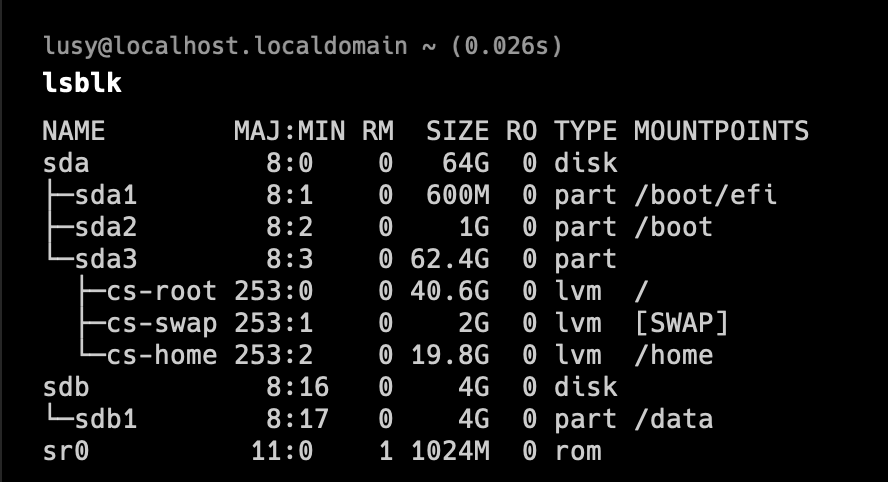 lusy@localhost.localdomain ~ (0.026s)
lsblk
NAME        MAJ:MIN RM  SIZE RO TYPE MOUNTPOINTS
sda           8:0    0   64G  0 disk
├─sda1        8:1    0  600M  0 part /boot/efi
├─sda2        8:2    0    1G  0 part /boot
└─sda3        8:3    0 62.4G  0 part
  ├─cs-root 253:0    0 40.6G  0 lvm  /
  ├─cs-swap 253:1    0    2G  0 lvm  [SWAP]
  └─cs-home 253:2    0 19.8G  0 lvm  /home
sdb           8:16   0    4G  0 disk
└─sdb1        8:17   0    4G  0 part /data
sr0          11:0    1 1024M  0 rom